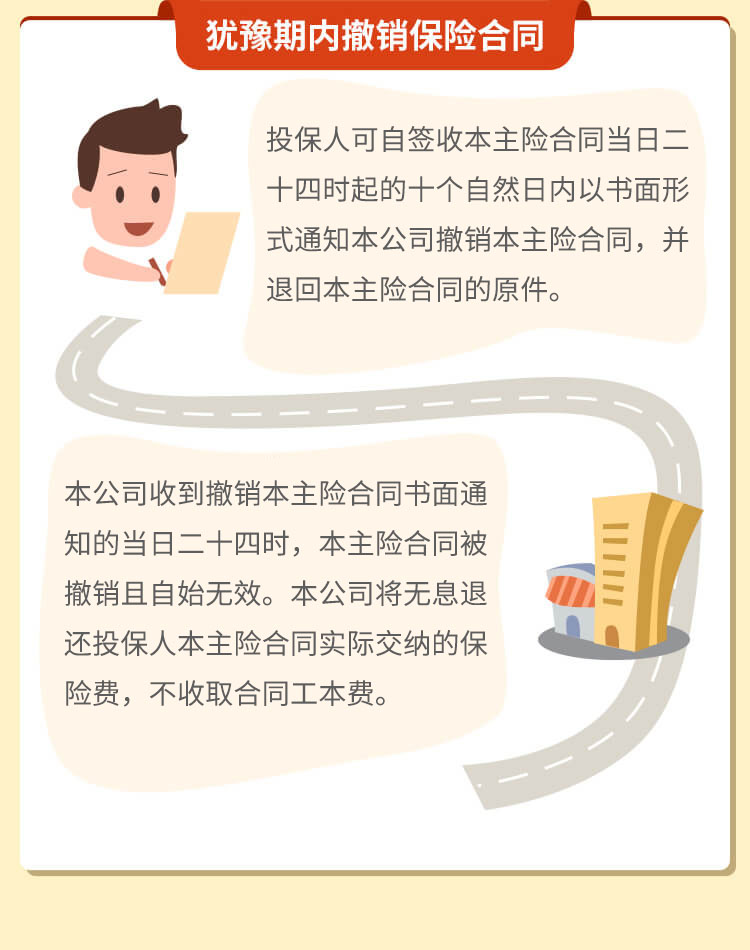 犹豫期内撤销保险合同
投保人可自签收本主险合同当日二
十四时起的十个自然日内以书面形
式通知本公司撤销本主险合同，并
退回本主险合同的原件。
本公司收到撤销本主险合同书面通
知的当日二十四时，本主险合同被
撤销且自始无效。本公司将无息退
还投保人本主险合同实际交纳的保
险费，不收取合同工本费。